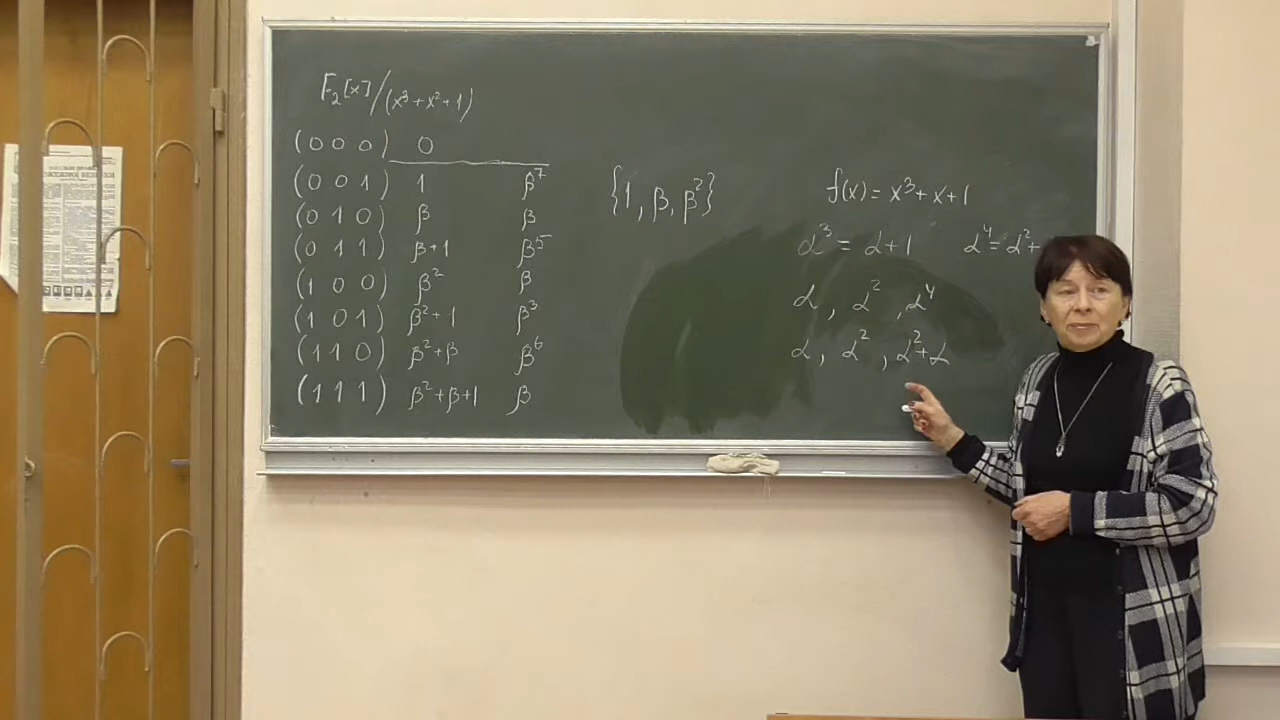 F₂[x]/(x³+x²+1)
(0 0 0) 0
(0 0 1) 1 β⁷
(0 1 0) β β
(0 1 1) β+1 β⁵
(1 0 0) β² β
(1 0 1) β²+1 β³
(1 1 0) β²+β β⁶
(1 1 1) β²+β+1 β
{1, β, β²}
f(x) = x³+x+1
α³ = α+1 α⁴=α²+
α, α², α⁴
α, α², α²+α